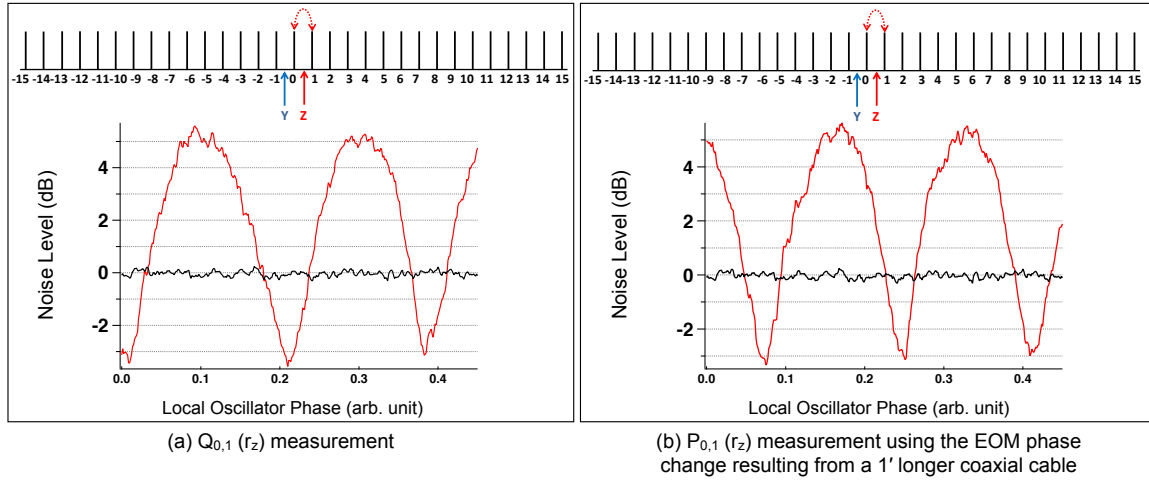 -15 -14 -13 -12 -11 -10 -9 -8 -7 -6 -5 -4 -3 -2 -1 0 1 2 3 4 5 6 7 8 9 10 11 12 13 14 15
Y Z
Noise Level (dB)
4
2
0
-2
0.0 0.1 0.2 0.3 0.4
Local Oscillator Phase (arb. unit)
(a) Q0,1 (rz) measurement
-15 -14 -13 -12 -11 -10 -9 -8 -7 -6 -5 -4 -3 -2 -1 0 1 2 3 4 5 6 7 8 9 10 11 12 13 14 15
Y Z
Noise Level (dB)
4
2
0
-2
0.0 0.1 0.2 0.3 0.4
Local Oscillator Phase (arb. unit)
(b) P0,1 (rz) measurement using the EOM phase
change resulting from a 1′ longer coaxial cable